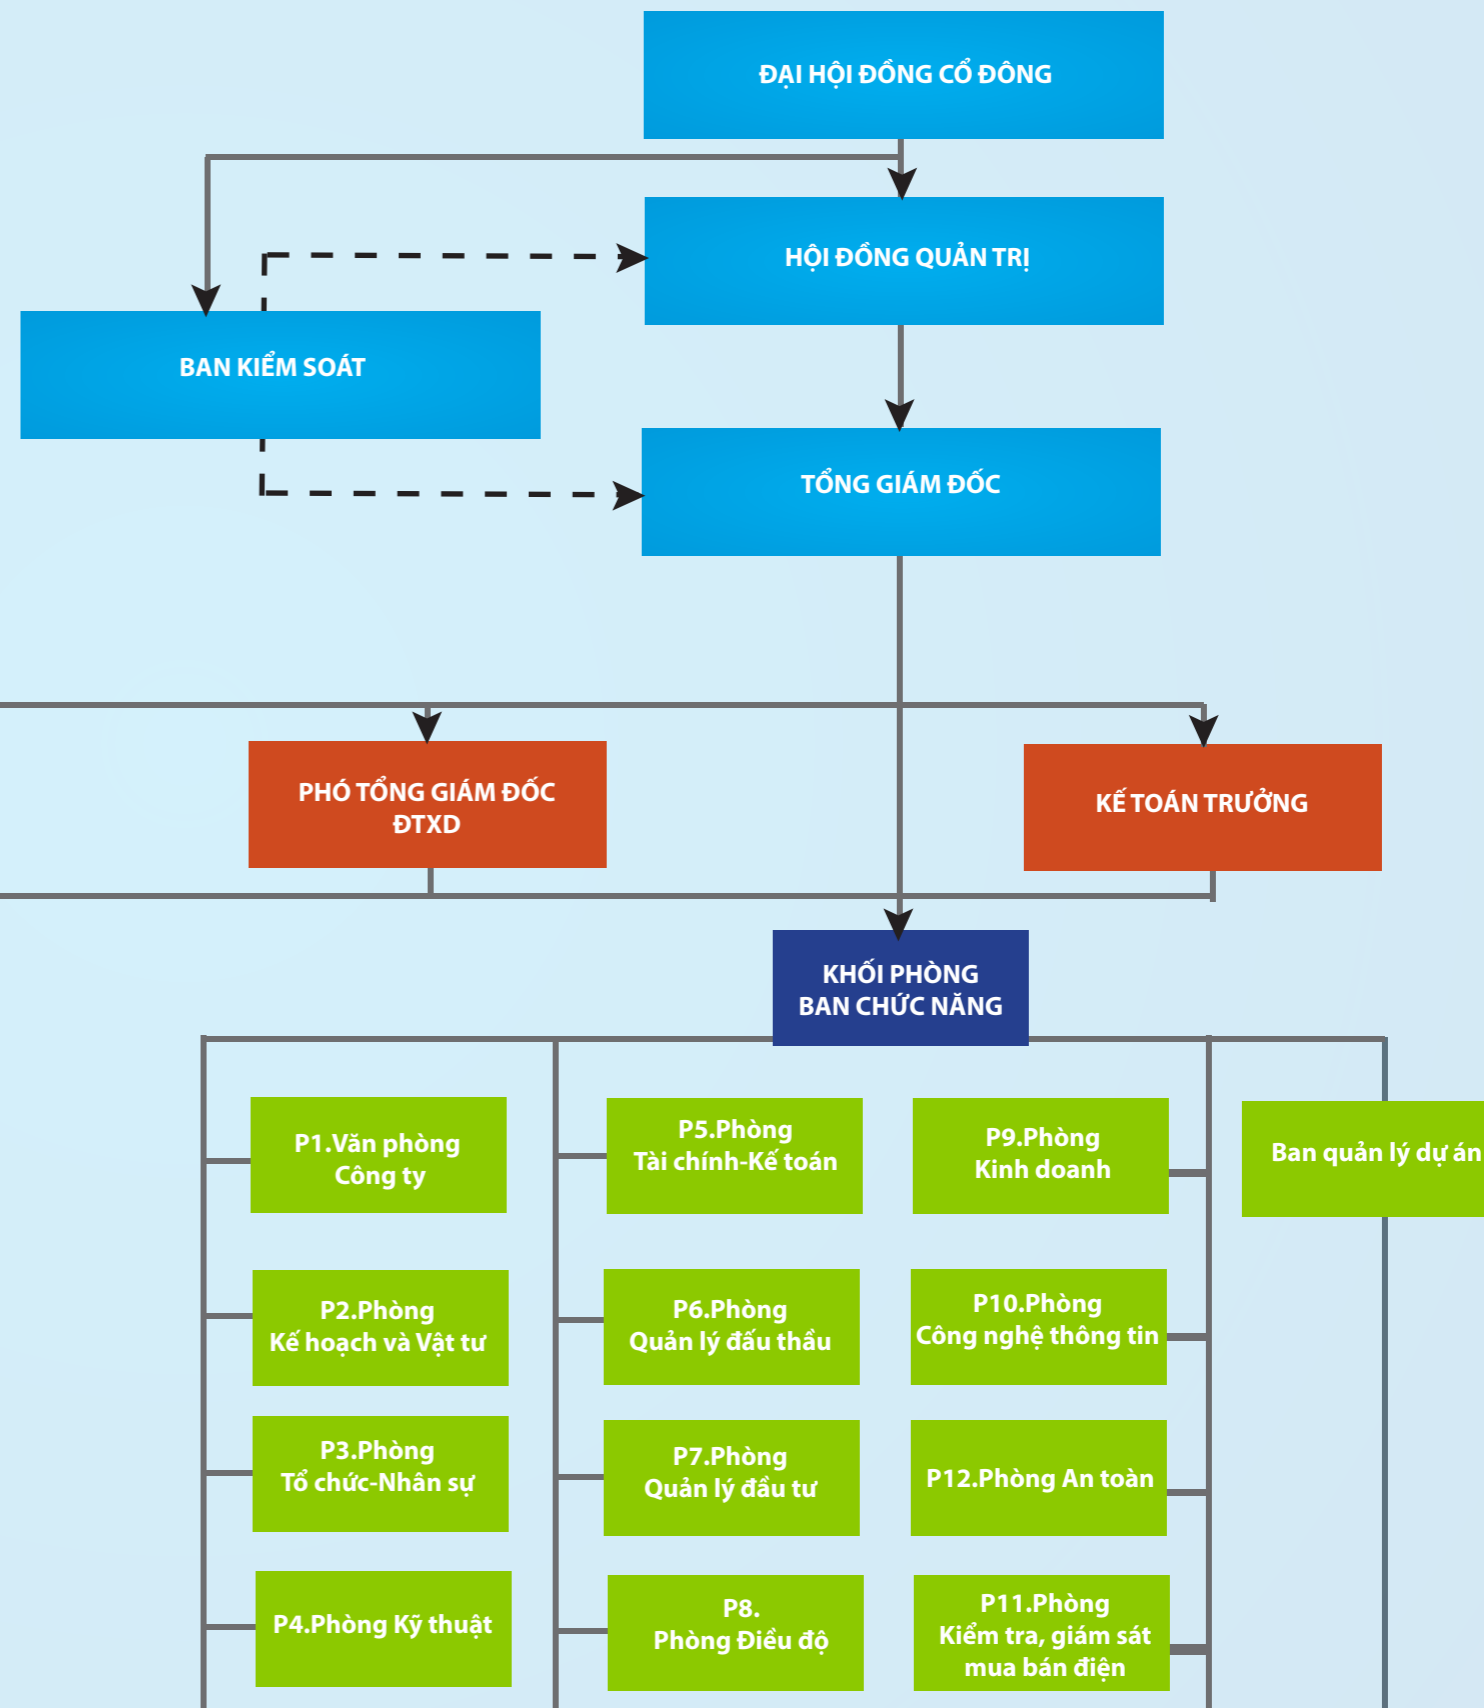 ĐẠI HỘI ĐỒNG CỔ ĐÔNG
HỘI ĐỒNG QUẢN TRỊ
BAN KIỂM SOÁT
TỔNG GIÁM ĐỐC
PHÓ TỔNG GIÁM ĐỐC
ĐTXD
KẾ TOÁN TRƯỞNG
KHỐI PHÒNG
BAN CHỨC NĂNG
P1.Văn phòng
Công ty
P5.Phòng
Tài chính-Kế toán
P9.Phòng
Kinh doanh
Ban quản lý dự án
P2.Phòng
Kế hoạch và Vật tư
P6.Phòng
Quản lý đấu thầu
P10.Phòng
Công nghệ thông tin
P3.Phòng
Tổ chức-Nhân sự
P7.Phòng
Quản lý đầu tư
P12.Phòng An toàn
P4.Phòng Kỹ thuật
P8.
Phòng Điều độ
P11.Phòng
Kiểm tra, giám sát
mua bán điện